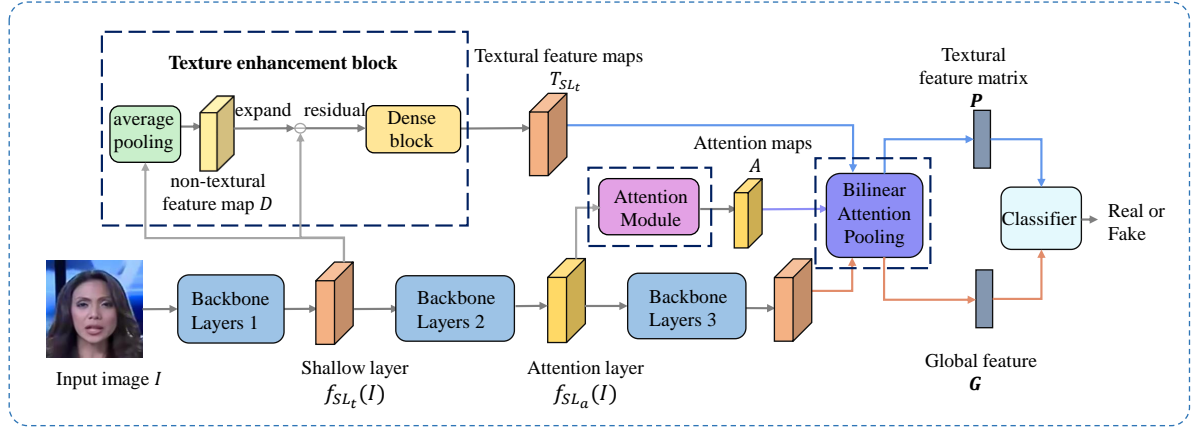 Texture enhancement block
average
pooling
expand
residual
Dense
block
non-textural
feature map D
Textural feature maps
T_{SL_t}
Attention maps
A
Attention
Module
Bilinear
Attention
Pooling
Textural
feature matrix
P
Classifier
Real or
Fake
Backbone
Layers 1
Backbone
Layers 2
Backbone
Layers 3
Input image I
Shallow layer
f_{SL_t}(I)
Attention layer
f_{SL_a}(I)
Global feature
G